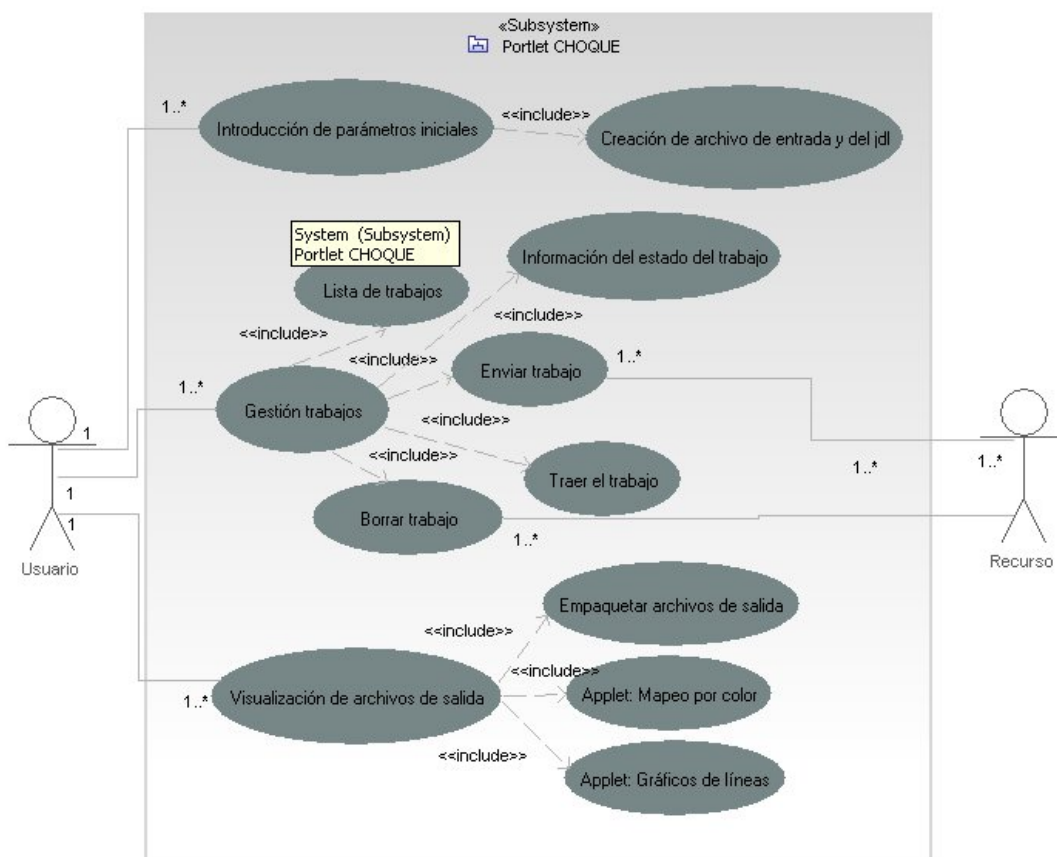 «Subsystem»
Portlet CHOQUE
1..*
Introducción de parámetros iniciales
<<include>>
Creación de archivo de entrada y del jdl
System (Subsystem)
Portlet CHOQUE
Lista de trabajos
Información del estado del trabajo
<<include>>
<<include>>
1..*
Gestión trabajos
Enviar trabajo
1..*
<<include>>
<<include>>
Traer el trabajo
Borrar trabajo
1..*
1..*
1..*
1
1
1
Usuario
Recurso
Empaquetar archivos de salida
<<include>>
<<include>>
1..*
Visualización de archivos de salida
Applet: Mapeo por color
<<include>>
Applet: Gráficos de líneas